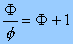 Φ/ϕ = Φ + 1